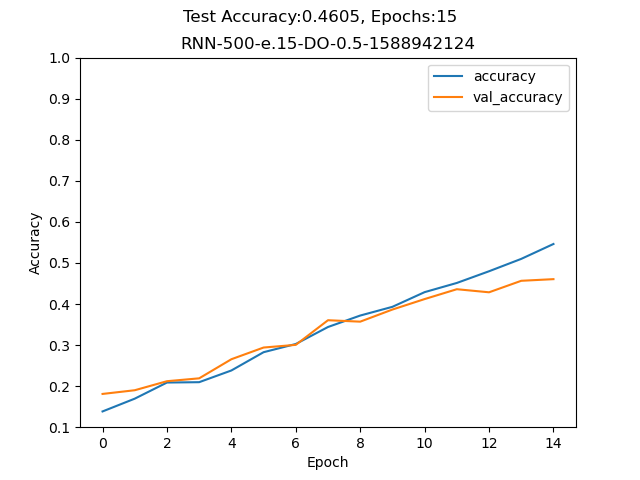 Test Accuracy:0.4605, Epochs:15
RNN-500-e.15-DO-0.5-1588942124
1.0
0.9
0.8
0.7
0.6
0.5
0.4
0.3
0.2
0.1
Accuracy
accuracy
val_accuracy
0 2 4 6 8 10 12 14
Epoch